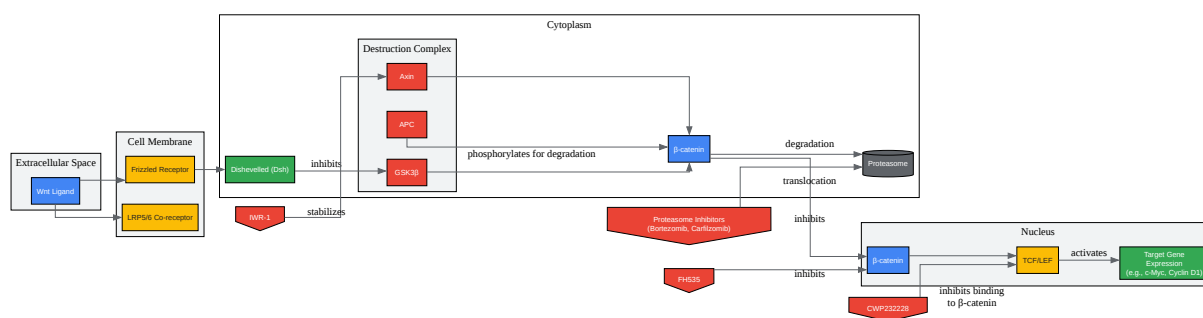 Cytoplasm
Destruction Complex
Axin
APC
GSK3β
Cell Membrane
Frizzled Receptor
LRP5/6 Co-receptor
Extracellular Space
Wnt Ligand
Dishevelled (Dsh)
inhibits
phosphorylates for degradation
β-catenin
degradation
Proteasome
translocation
IWR-1
stabilizes
Proteasome Inhibitors
(Bortezomib, Carfilzomib)
inhibits
FHS35
inhibits
Nucleus
β-catenin
TCF/LEF
activates
Target Gene
Expression
(e.g., c-Myc, Cyclin D1)
inhibits binding
to β-catenin
CWP232228